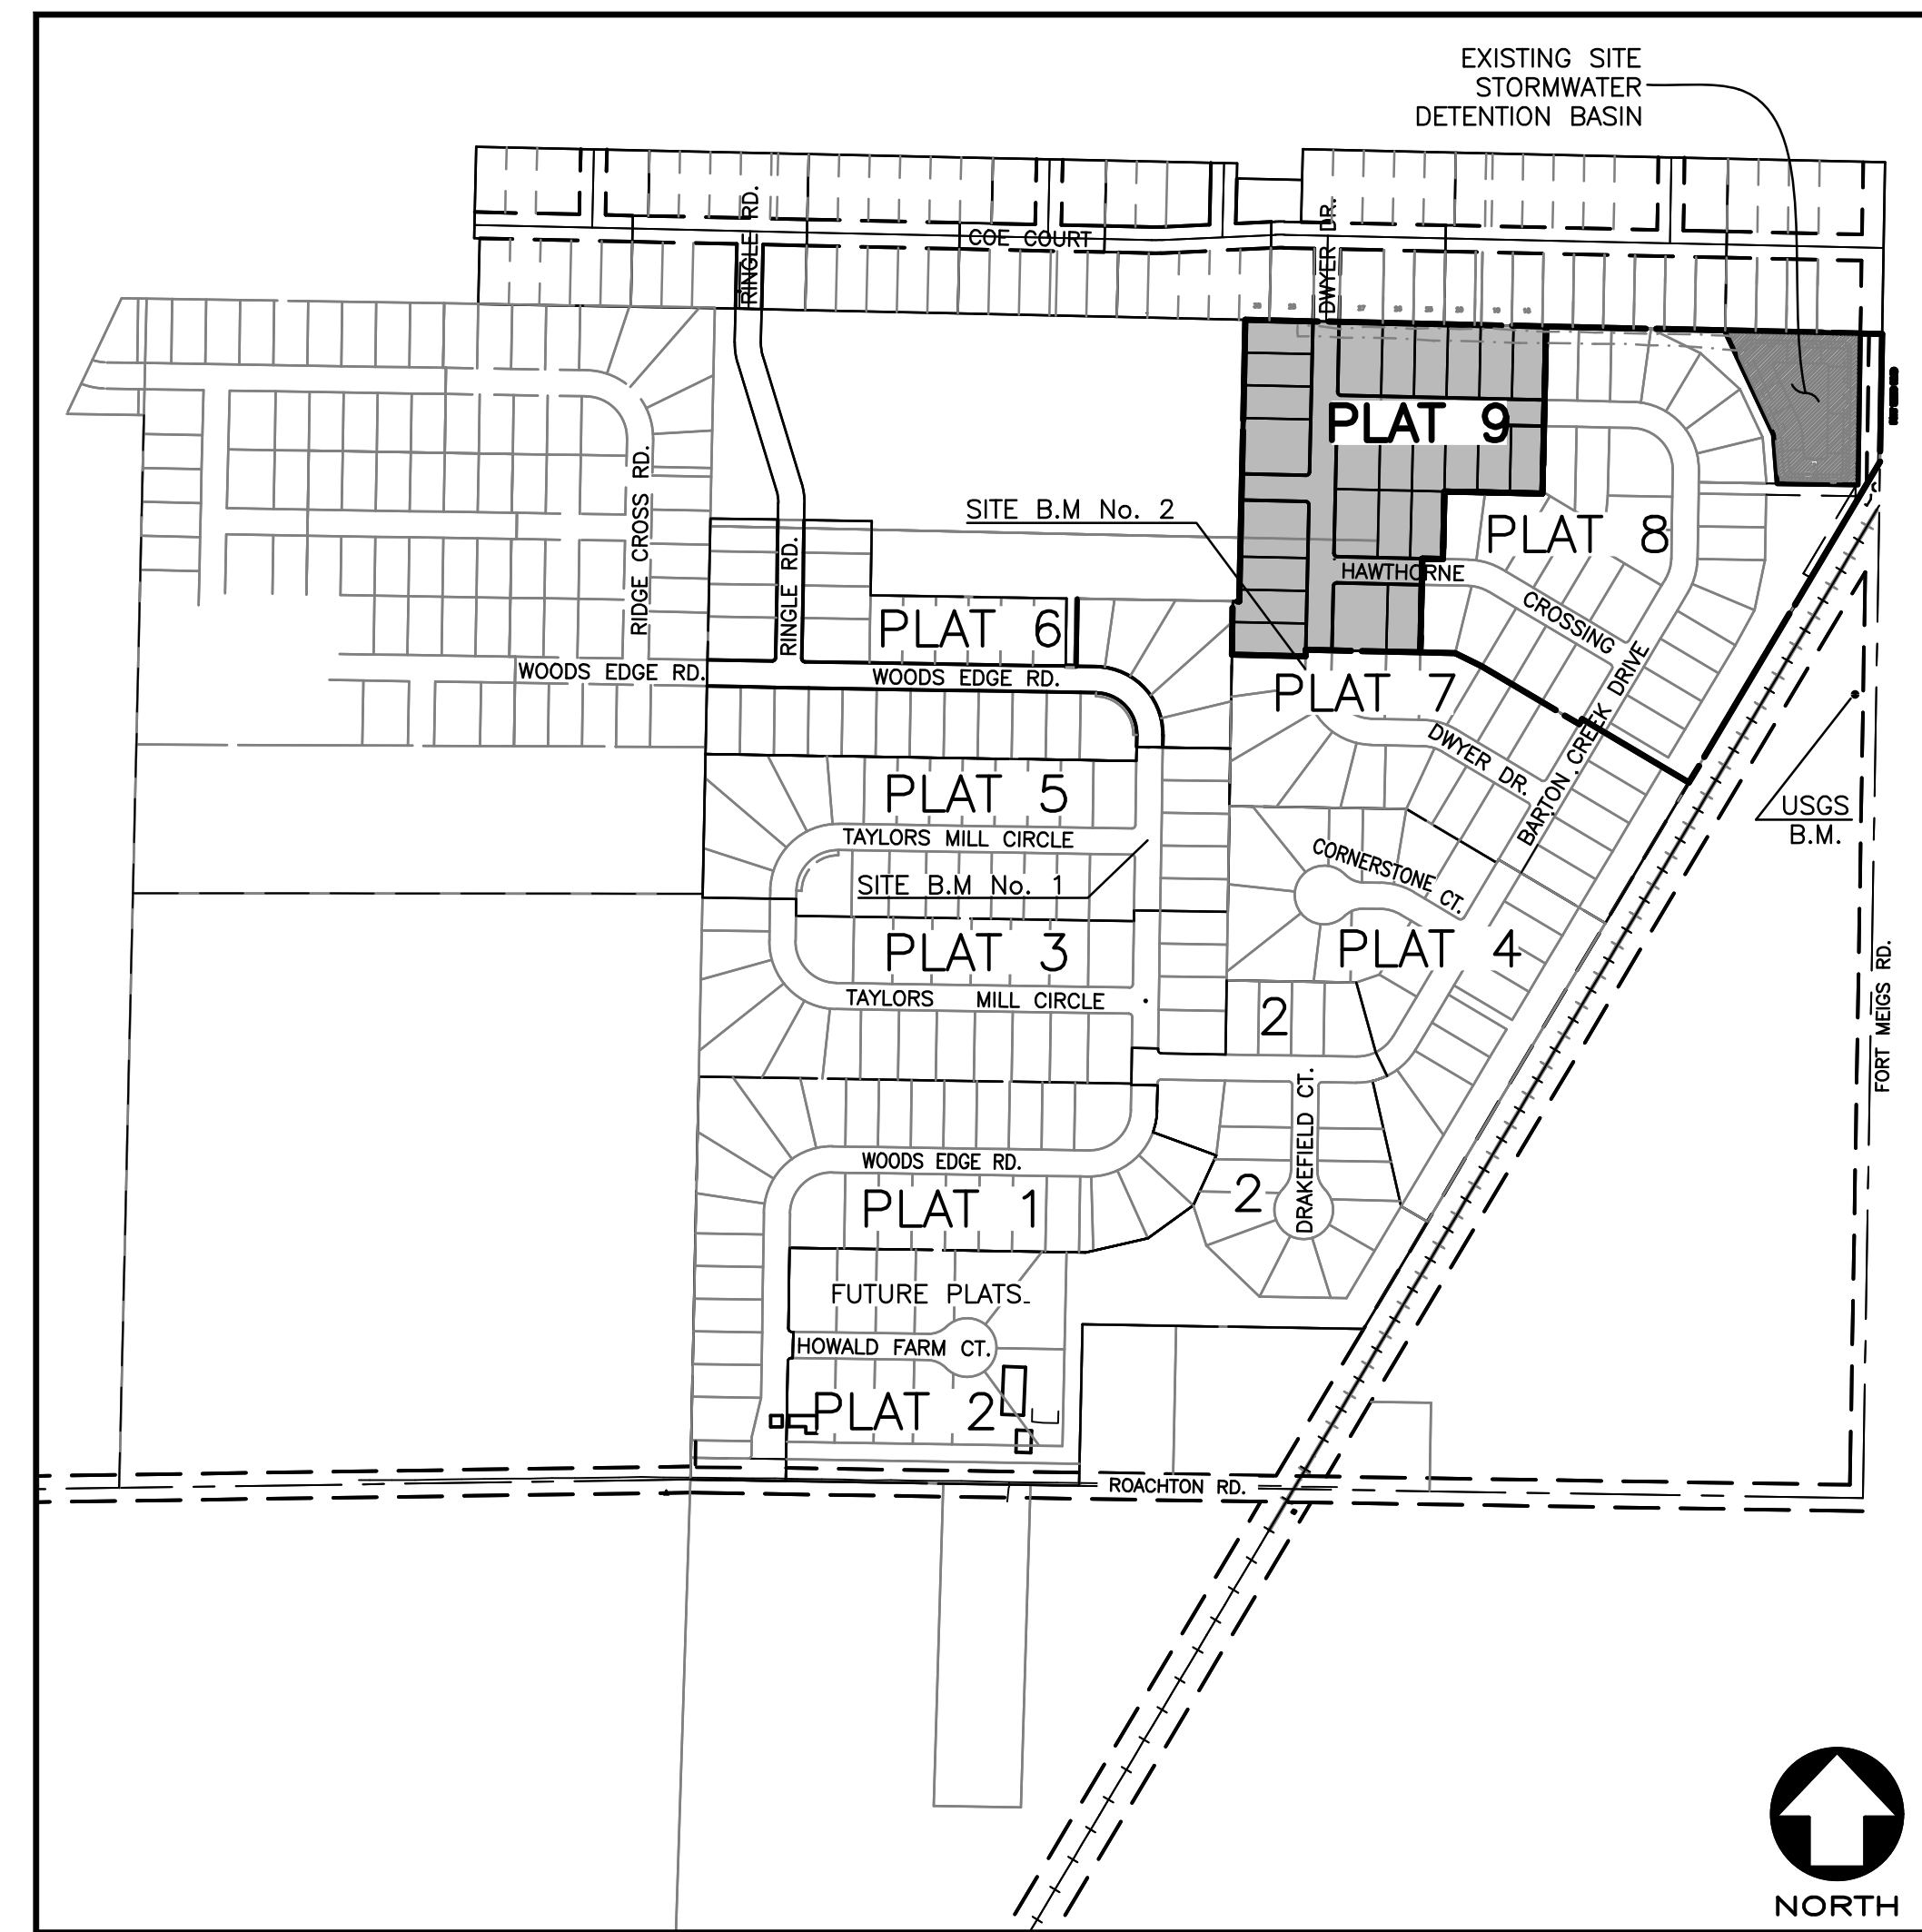 EXISTING SITE
STORMWATER
DETENTION BASIN
RINGLE RD.
DWYER DR.
COE COURT
PLAT 9
RIDGE CROSS RD.
SITE B.M No. 2
PLAT 8
RINGLE RD.
HAWTHORNE
CROSSING
PLAT 6
WOODS EDGE RD.
WOODS EDGE RD.
PLAT 7
DWYER DR.
BARTON CREEK DRIVE
PLAT 5
USGS
B.M.
TAYLORS MILL CIRCLE
CORNERSTONE CT.
SITE B.M No. 1
PLAT 3
PLAT 4
TAYLORS MILL CIRCLE
2
FORT MEIGS RD.
DRAKEFIELD CT.
WOODS EDGE RD.
PLAT 1
2
FUTURE PLATS
HOWALD FARM CT.
PLAT 2
ROACHTON RD.
NORTH